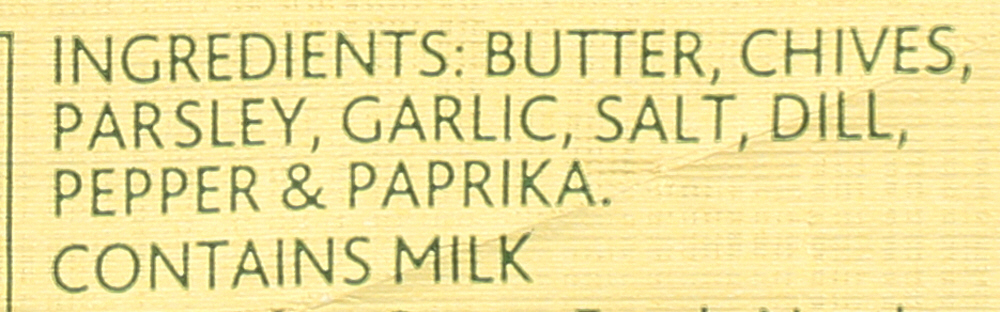 INGREDIENTS: BUTTER, CHIVES,
PARSLEY, GARLIC, SALT, DILL,
PEPPER & PAPRIKA.
CONTAINS MILK